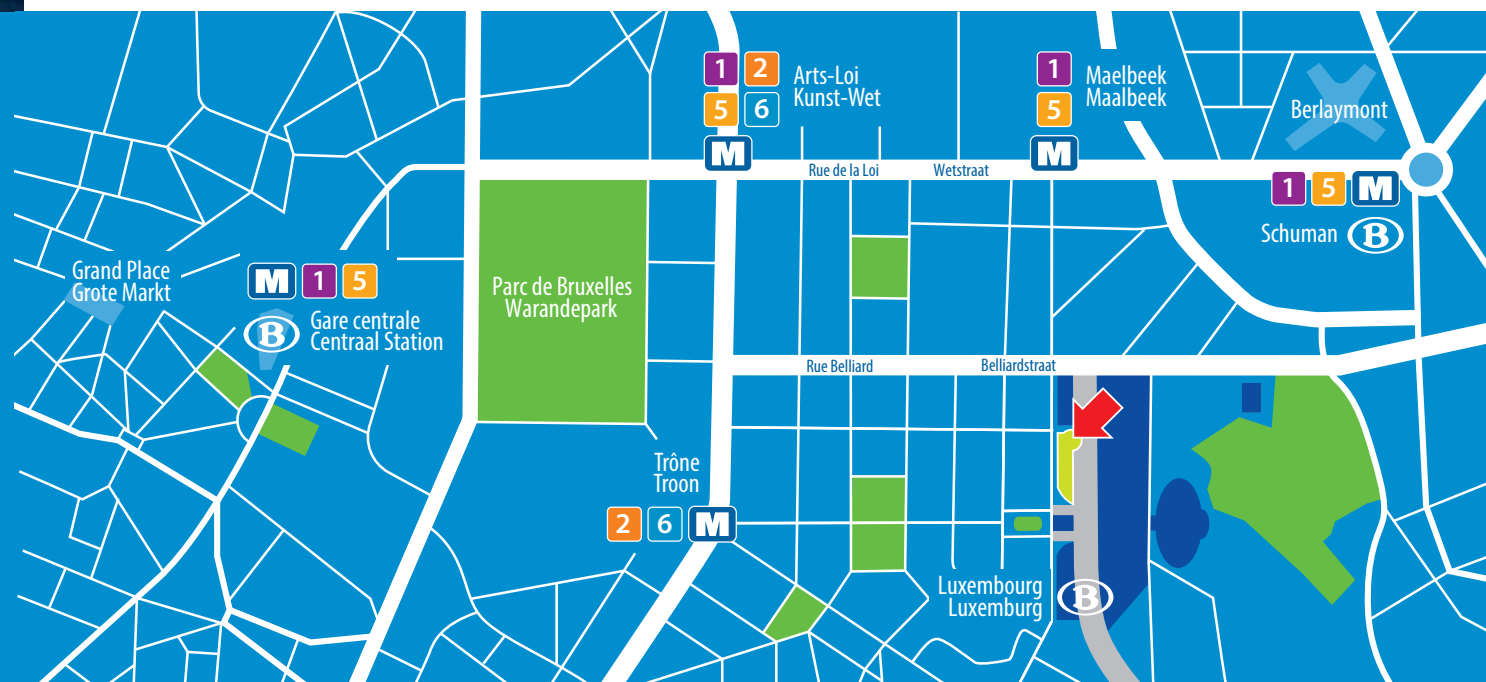 1 2
5 6
M
Arts-Loi
Kunst-Wet
1
5
M
Maelbeek
Maalbeek
Berlaymont
Rue de la Loi Wetstraat
1 5 M
Schuman B
Grand Place
Grote Markt
M 1 5
B
Gare centrale
Centraal Station
Parc de Bruxelles
Warandepark
Rue Belliard Belliardstraat
Trône
Troon
2 6 M
Luxembourg
Luxemburg
B